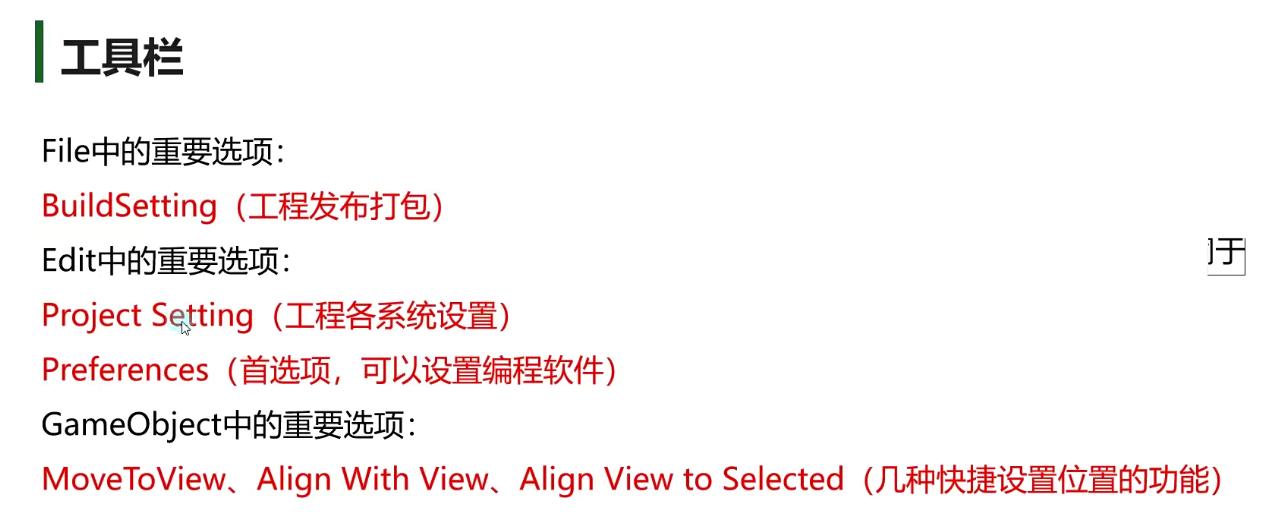 工具栏
File中的重要选项：
BuildSetting（工程发布打包）
Edit中的重要选项：
于
Project Setting（工程各系统设置）
Preferences（首选项，可以设置编程软件）
GameObject中的重要选项：
MoveToView、Align With View、Align View to Selected（几种快捷设置位置的功能）